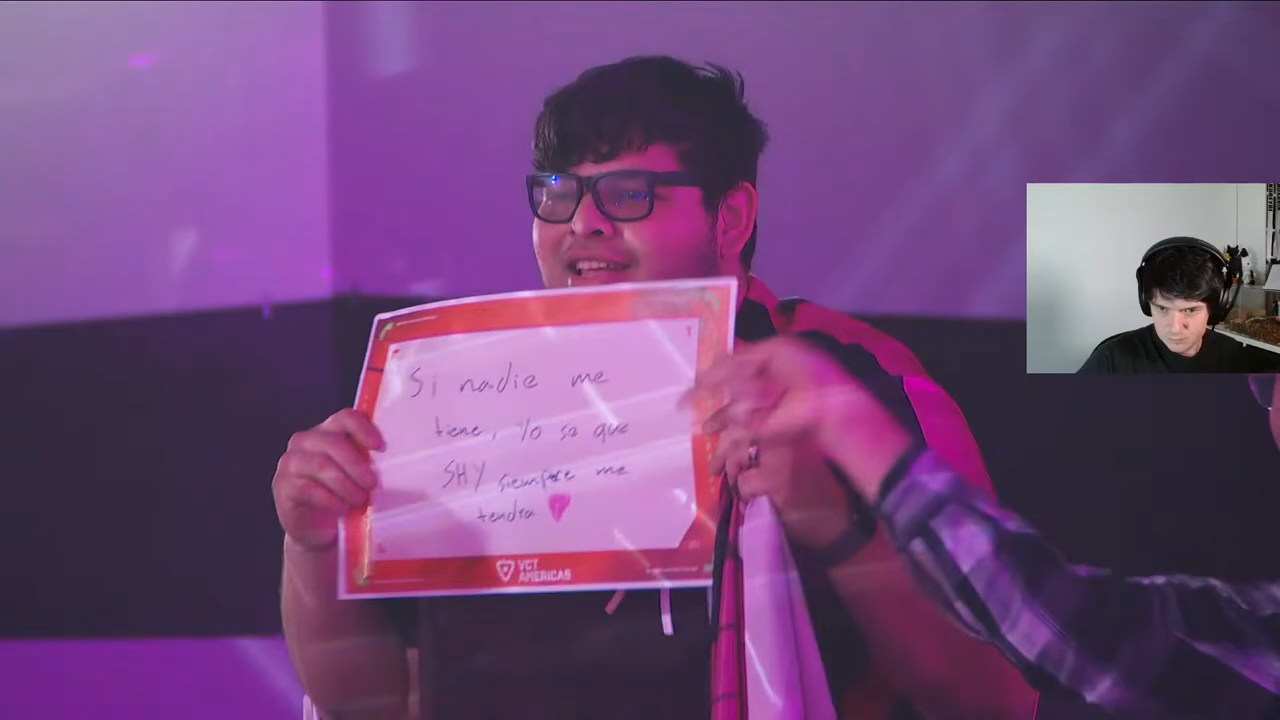 Si nadie me
tiene, Yo se que
SHY siempre me
tendra
VCT
AMERICAS